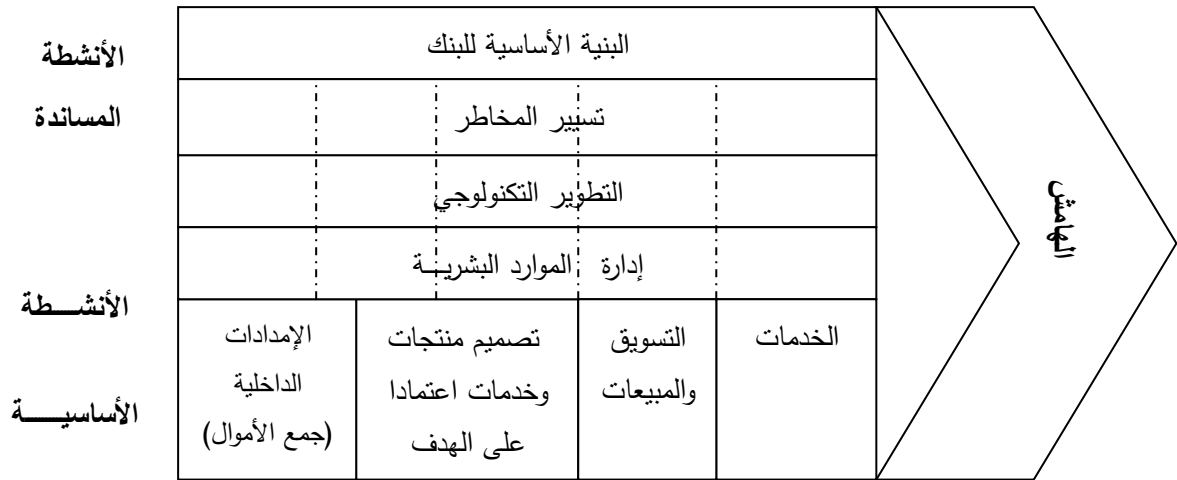 الأنشطة
المساندة
البنية الأساسية للبنك
تسيير المخاطر
التطوير التكنولوجي
إدارة الموارد البشريـــة
الهامش
الأنشـــطة
الأساسيـــــة
الإمدادات
الداخلية
(جمع الأموال)
تصميم منتجات
وخدمات اعتمادا
على الهدف
التسويق
والمبيعات
الخدمات